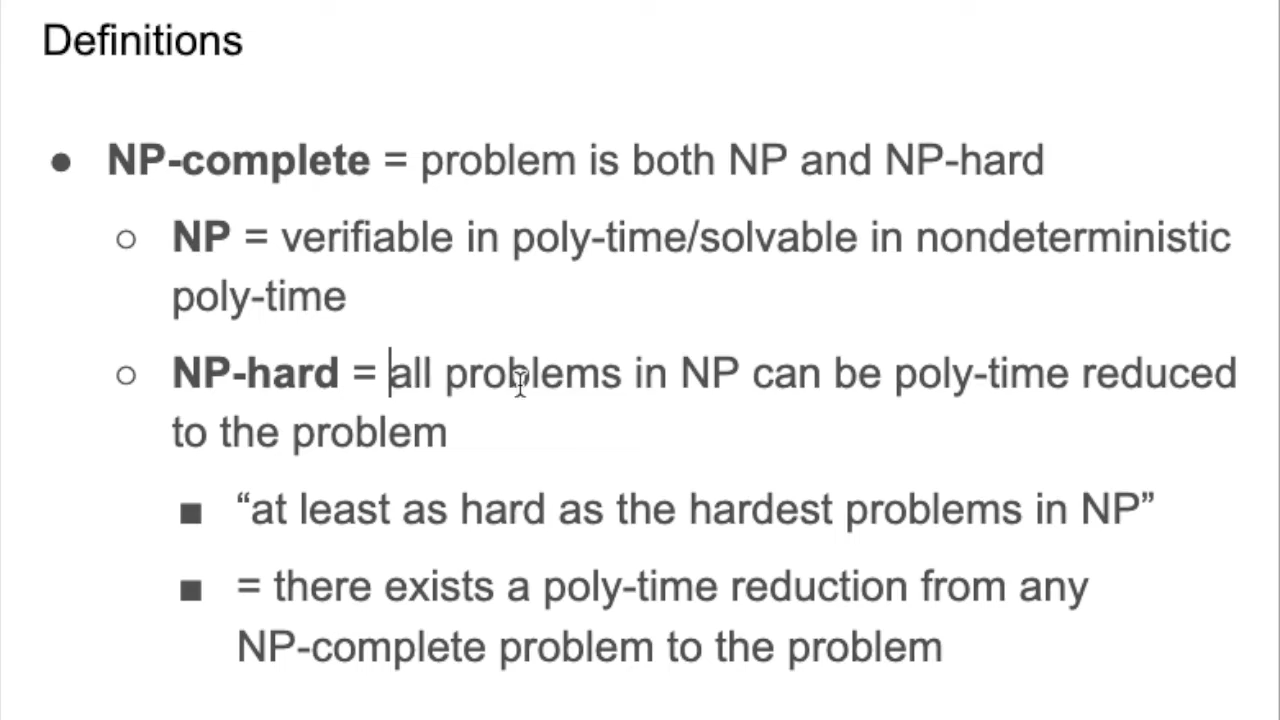 Definitions
● NP-complete = problem is both NP and NP-hard
○ NP = verifiable in poly-time/solvable in nondeterministic
poly-time
○ NP-hard = all problems in NP can be poly-time reduced
to the problem
■ “at least as hard as the hardest problems in NP”
■ = there exists a poly-time reduction from any
NP-complete problem to the problem